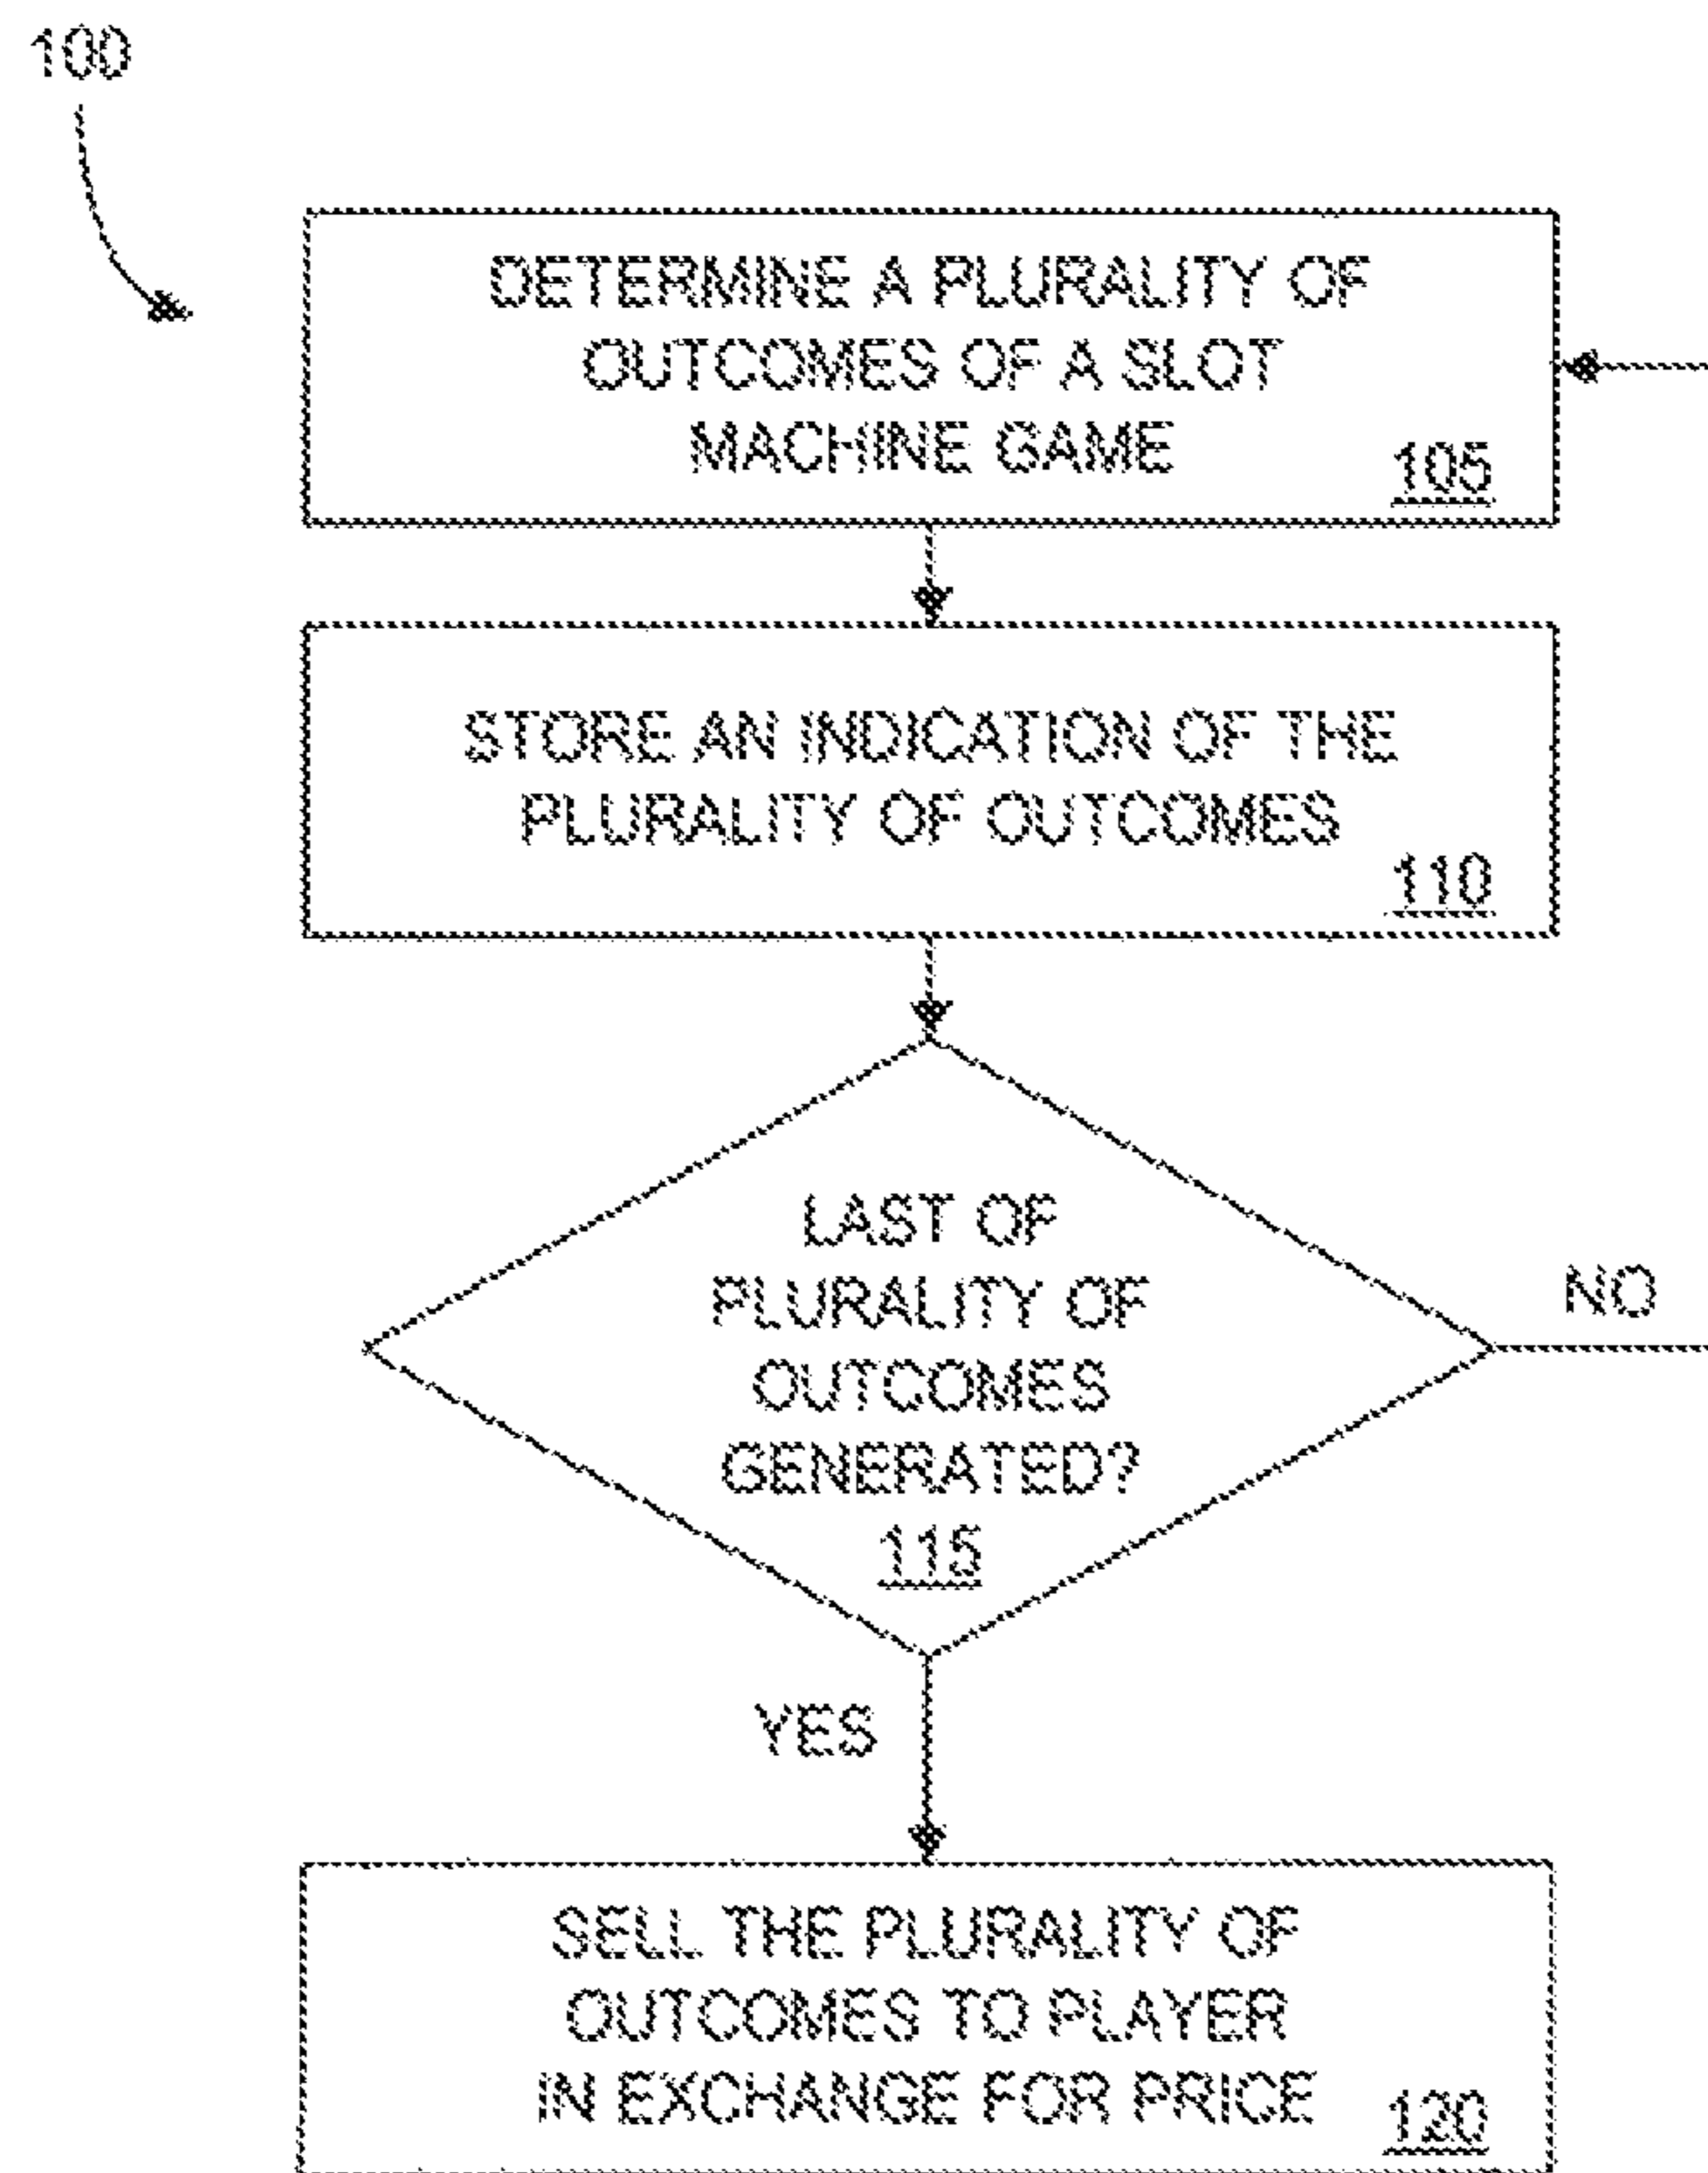 100
DETERMINE A PLURALITY OF
OUTCOMES OF A SLOT
MACHINE GAME
105
STORE AN INDICATION OF THE
PLURALITY OF OUTCOMES
110
LAST OF
PLURALITY OF
OUTCOMES
GENERATED?
115
NO
YES
SELL THE PLURALITY OF
OUTCOMES TO PLAYER
IN EXCHANGE FOR PRICE
120